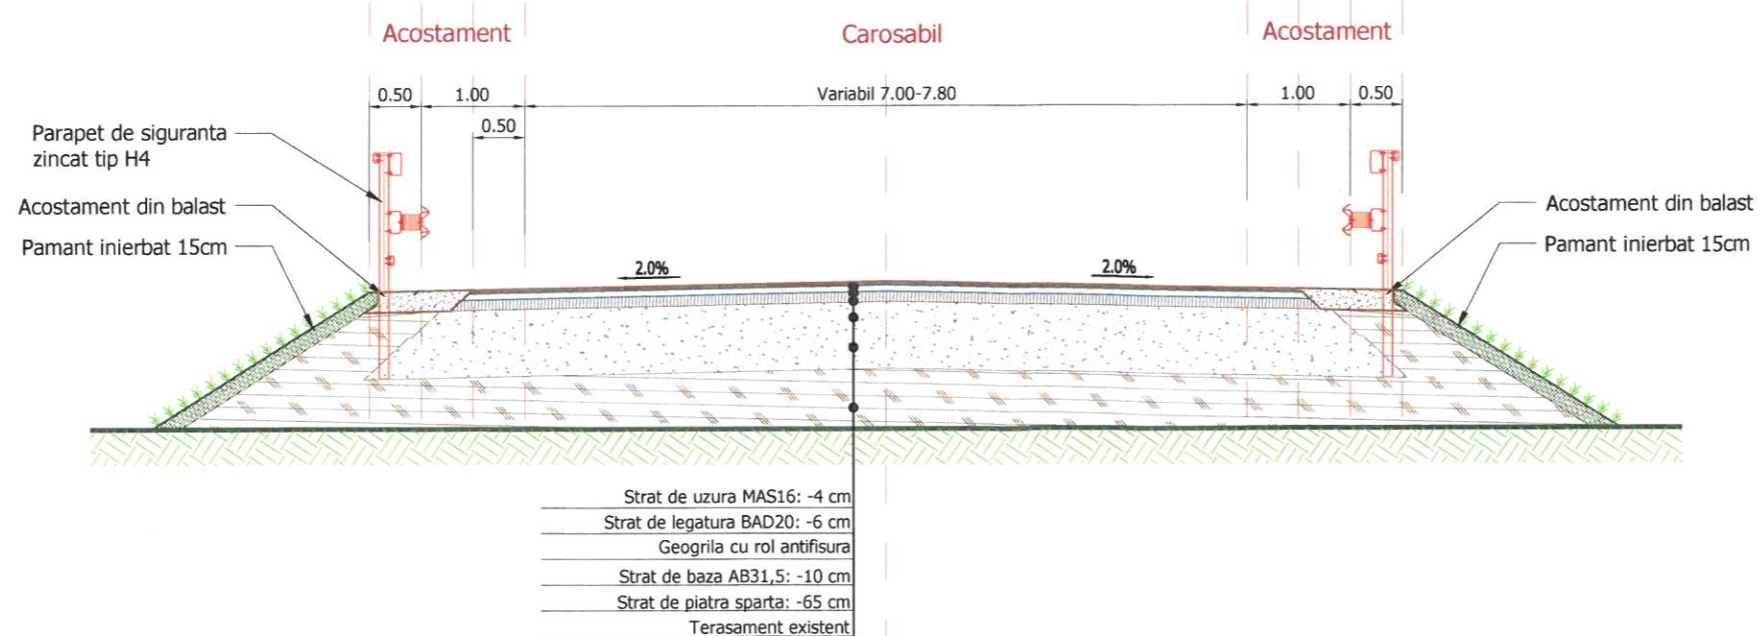 Acostament
Carosabil
Acostament
0.50
1.00
Variabil 7.00-7.80
1.00
0.50
0.50
Parapet de siguranta
zincat tip H4
Acostament din balast
Pamant inierbat 15cm
Acostament din balast
Pamant inierbat 15cm
2.0%
2.0%
Strat de uzura MAS16: -4 cm
Strat de legatura BAD20: -6 cm
Geogrila cu rol antifisura
Strat de baza AB31,5: -10 cm
Strat de piatra sparta: -65 cm
Terasament existent